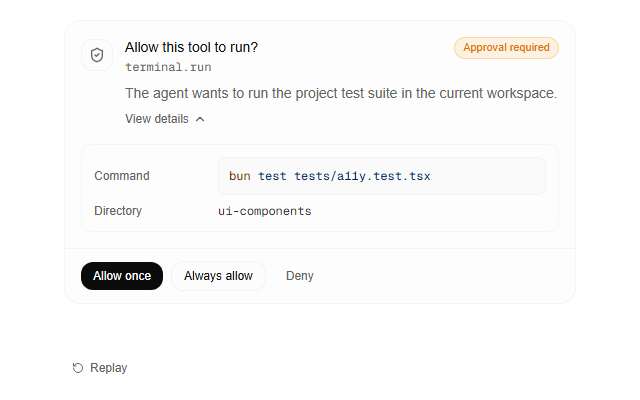 Allow this tool to run?
Approval required
terminal.run
The agent wants to run the project test suite in the current workspace.
View details
Command
bun test tests/a11y.test.tsx
Directory
ui-components
Allow once
Always allow
Deny
Replay